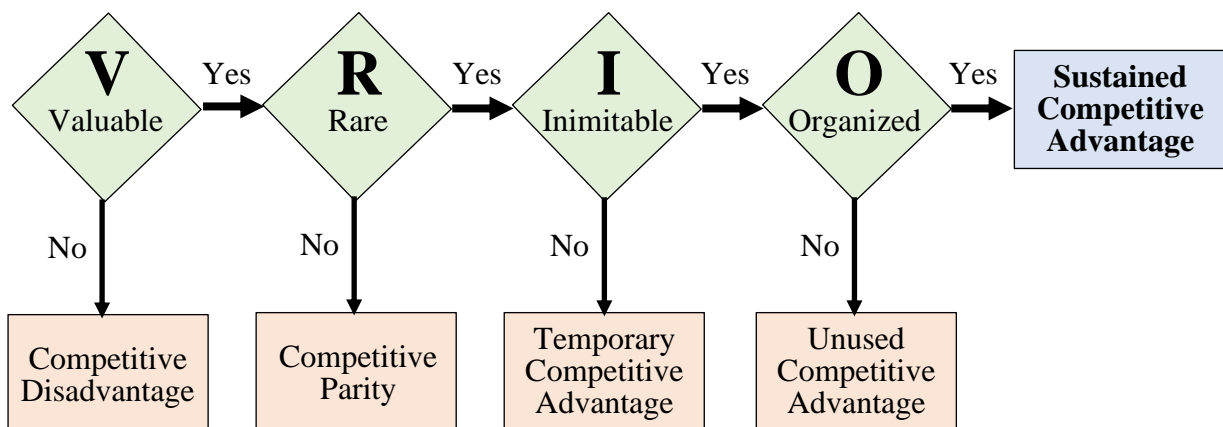 V
Valuable
Yes
R
Rare
Yes
I
Inimitable
Yes
O
Organized
Yes
Sustained
Competitive
Advantage
No
No
No
No
Competitive
Disadvantage
Competitive
Parity
Temporary
Competitive
Advantage
Unused
Competitive
Advantage